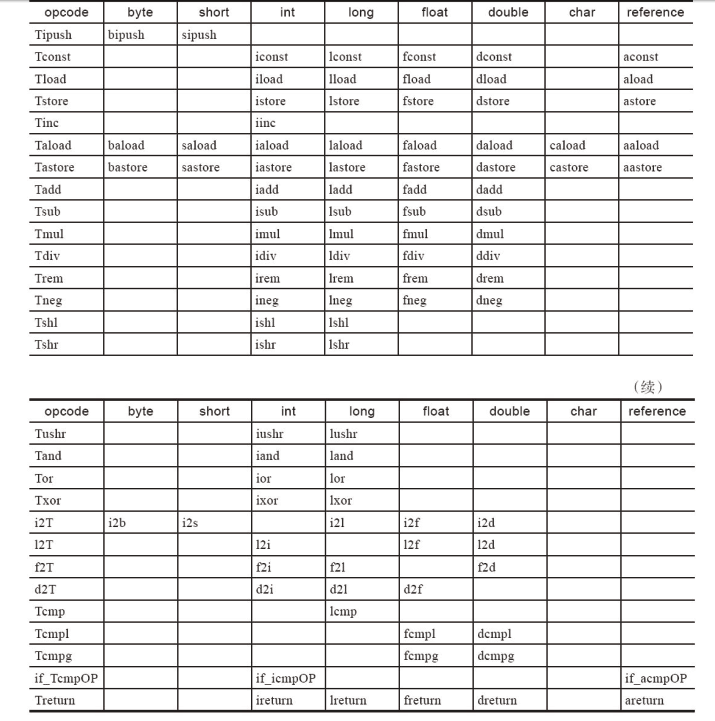 opcode byte short int long float double char reference
Tipush bipush sipush
Tconst iconst lconst fconst dconst aconst
Tload iload lload fload dload aload
Tstore istore lstore fstore dstore astore
Tinc iinc
Taload baload saload iaload laload faload daload caload aaload
Tastore bastore sastore iastore lastore fastore dastore castore aastore
Tadd iadd ladd fadd dadd
Tsub isub lsub fsub dsub
Tmul imul lmul fmul dmul
Tdiv idiv ldiv fdiv ddiv
Trem irem lrem frem drem
Tneg ineg lneg fneg dneg
Tshl ishl lshl
Tshr ishr lshr
（续）
opcode byte short int long float double char reference
Tushr iushr lushr
Tand iand land
Tor ior lor
Txor ixor lxor
i2T i2b i2s i2l i2f i2d
l2T l2i l2f l2d
f2T f2i f2l f2d
d2T d2i d2l d2f
Tcmp lcmp
Tcmpl fcmpl dcmpl
Tcmpg fcmpg dcmpg
if_TcmpOP if_icmpOP if_acmpOP
Treturn ireturn lreturn freturn dreturn areturn